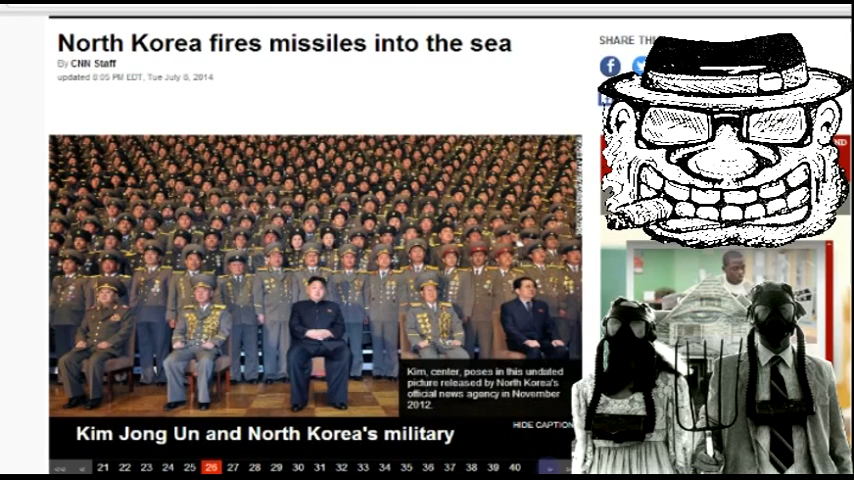 North Korea fires missiles into the sea
By CNN Staff
updated 8:05 PM EDT, Tue July 8, 2014
SHARE
Kim, center, poses in this undated
picture released by North Korea's
official news agency in November
2012.
HIDE CAPTION
Kim Jong Un and North Korea's military
<< < 21 22 23 24 25 26 27 28 29 30 31 32 33 34 35 36 37 38 39 40 >